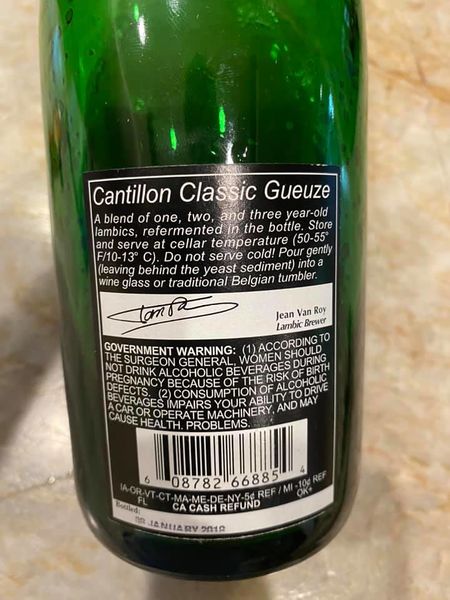 Cantillon Classic Gueuze
A blend of one, two, and three year-old
lambics, refermented in the bottle. Store
and serve at cellar temperature (50-55°
F/10-13° C). Do not serve cold! Pour gently
(leaving behind the yeast sediment) into a
wine glass or traditional Belgian tumbler.
Jean Van Roy
Lambic Brewer
GOVERNMENT WARNING: (1) ACCORDING TO
THE SURGEON GENERAL, WOMEN SHOULD
NOT DRINK ALCOHOLIC BEVERAGES DURING
PREGNANCY BECAUSE OF THE RISK OF BIRTH
DEFECTS. (2) CONSUMPTION OF ALCOHOLIC
BEVERAGES IMPAIRS YOUR ABILITY TO DRIVE
A CAR OR OPERATE MACHINERY, AND MAY
CAUSE HEALTH. PROBLEMS.
6 08782 66885 4
IA-OR-VT-CT-MA-ME-DE-NY-5¢ REF / MI -10¢ REF
FL CA CASH REFUND OK+
Bottled:
JANUARY